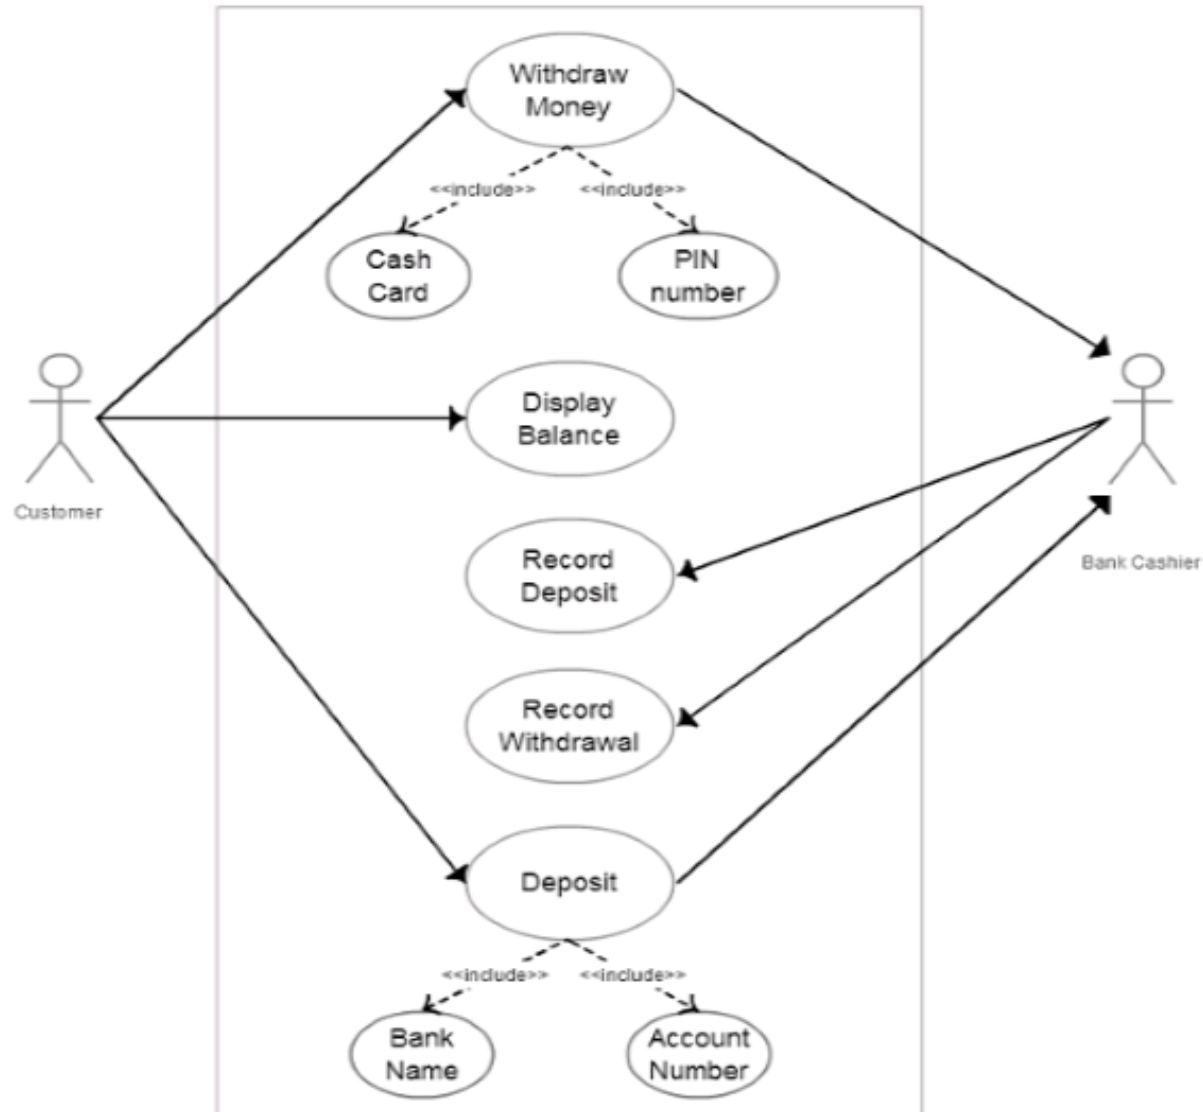 Withdraw
Money
<<include>>
<<include>>
Cash
Card
PIN
number
Customer
Display
Balance
Bank Cashier
Record
Deposit
Record
Withdrawal
Deposit
<<include>>
<<include>>
Bank
Name
Account
Number